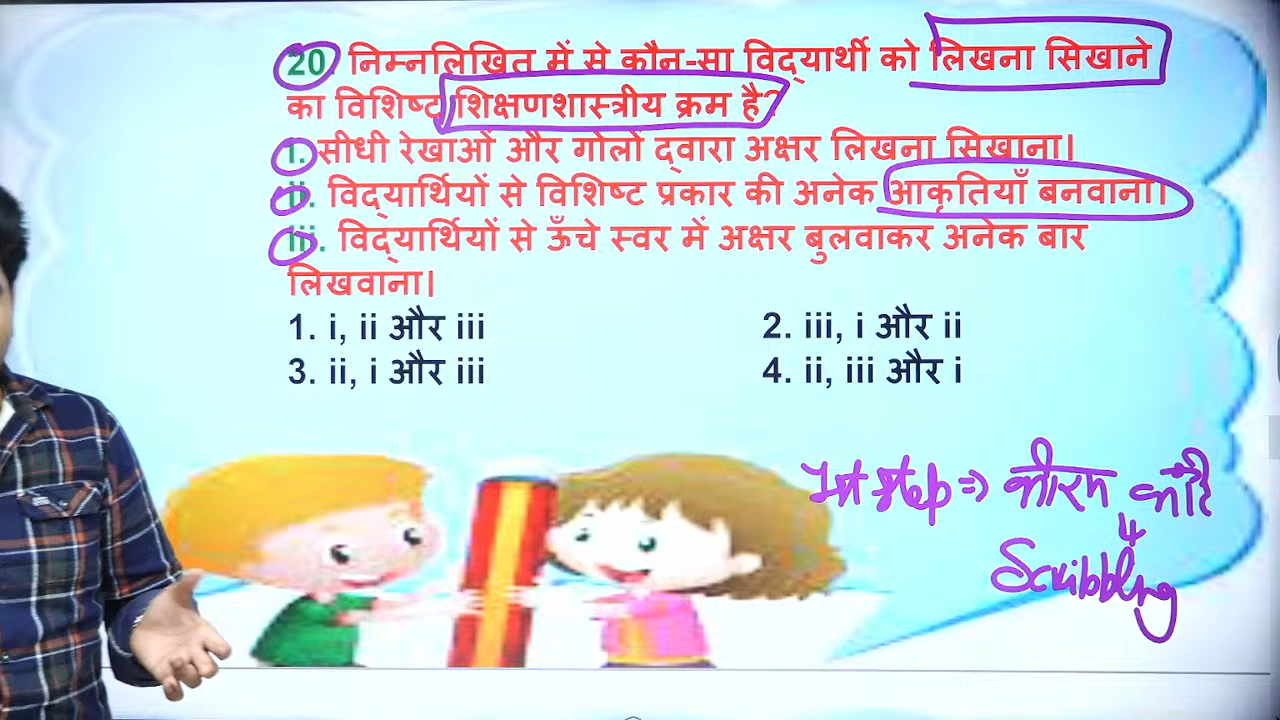 20. निम्नलिखित में से कौन-सा विद्यार्थी को लिखना सिखाने
का विशिष्ट शिक्षणशास्त्रीय क्रम है?
i. सीधी रेखाओं और गोलों द्वारा अक्षर लिखना सिखाना।
ii. विद्यार्थियों से विशिष्ट प्रकार की अनेक आकृतियाँ बनवाना।
iii. विद्यार्थियों से ऊँचे स्वर में अक्षर बुलवाकर अनेक बार
लिखवाना।
1. i, ii और iii 2. iii, i और ii
3. ii, i और iii 4. ii, iii और i
1st step ⇒
Scribbling